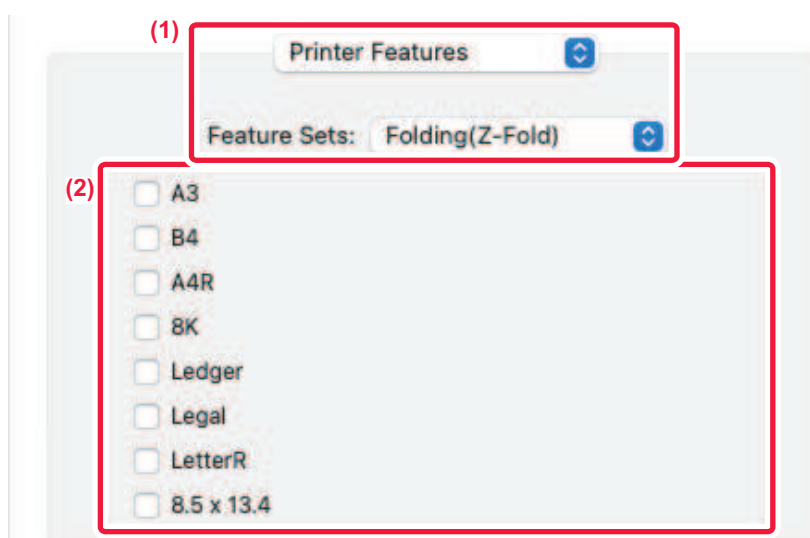 (1)
Printer Features
Feature Sets: Folding(Z-Fold)
(2)
A3
B4
A4R
8K
Ledger
Legal
LetterR
8.5 x 13.4